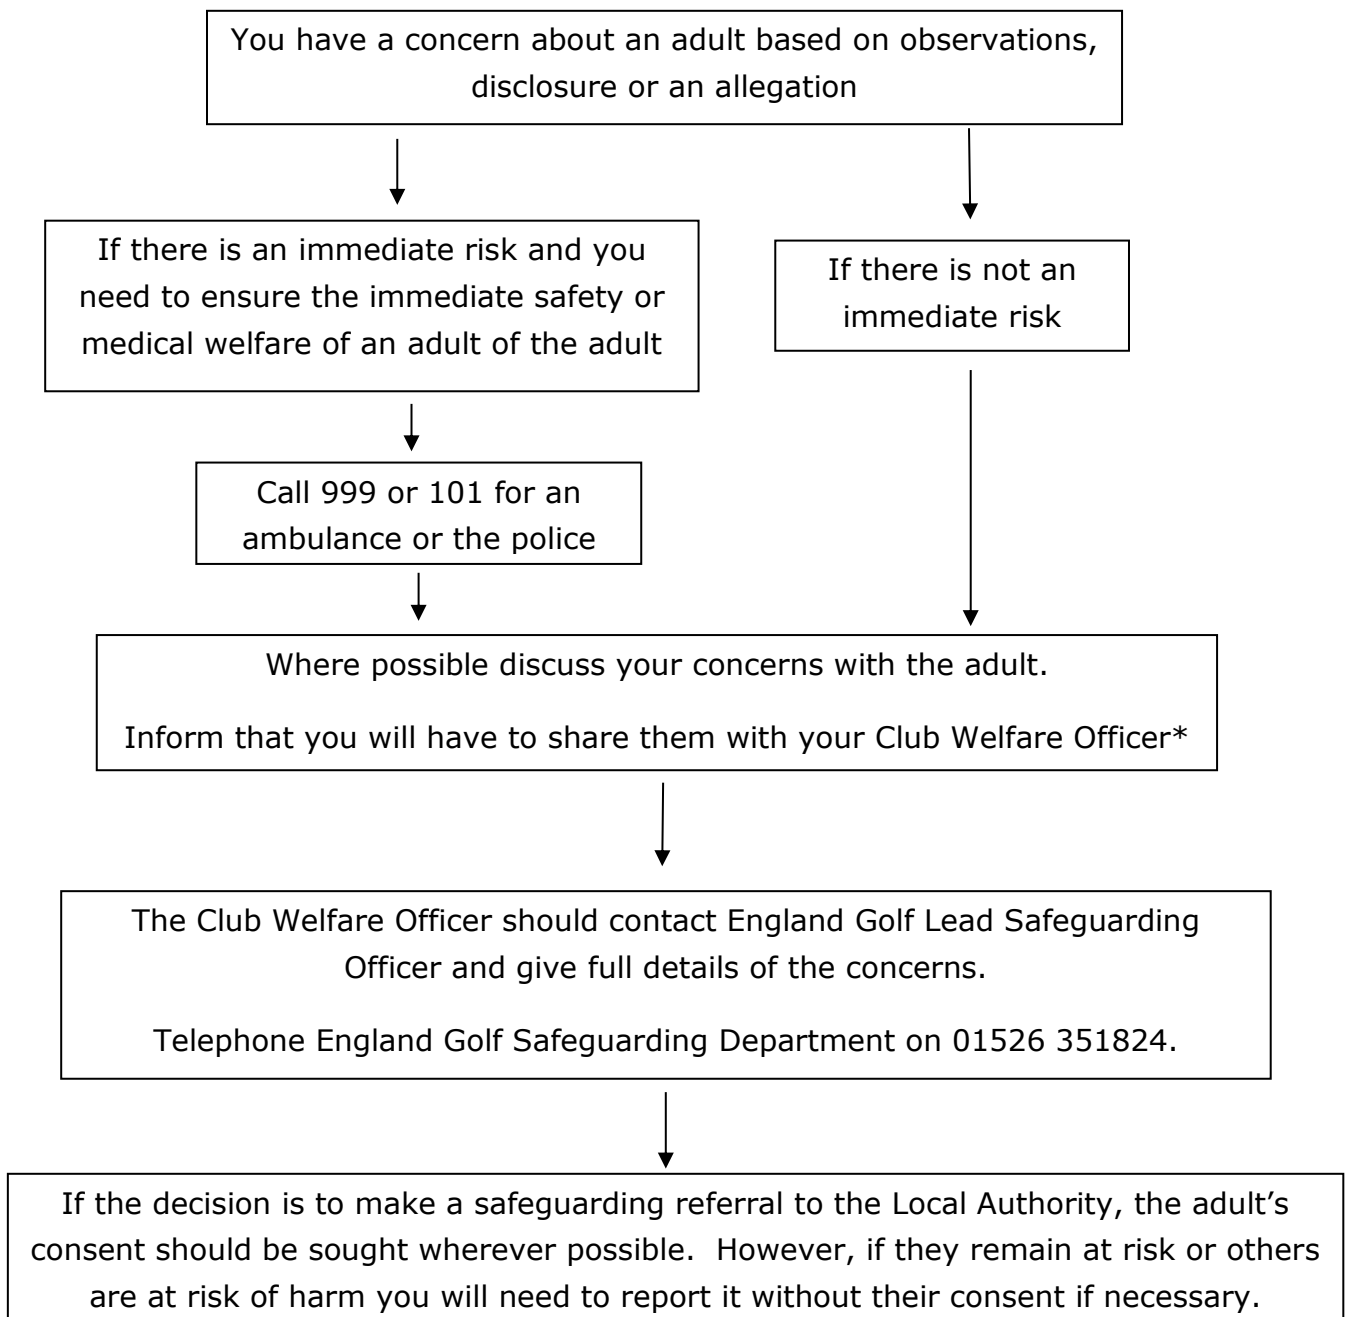 You have a concern about an adult based on observations,
disclosure or an allegation
If there is an immediate risk and you
need to ensure the immediate safety or
medical welfare of an adult of the adult
If there is not an
immediate risk
Call 999 or 101 for an
ambulance or the police
Where possible discuss your concerns with the adult.
Inform that you will have to share them with your Club Welfare Officer*
The Club Welfare Officer should contact England Golf Lead Safeguarding
Officer and give full details of the concerns.
Telephone England Golf Safeguarding Department on 01526 351824.
If the decision is to make a safeguarding referral to the Local Authority, the adult’s
consent should be sought wherever possible.  However, if they remain at risk or others
are at risk of harm you will need to report it without their consent if necessary.